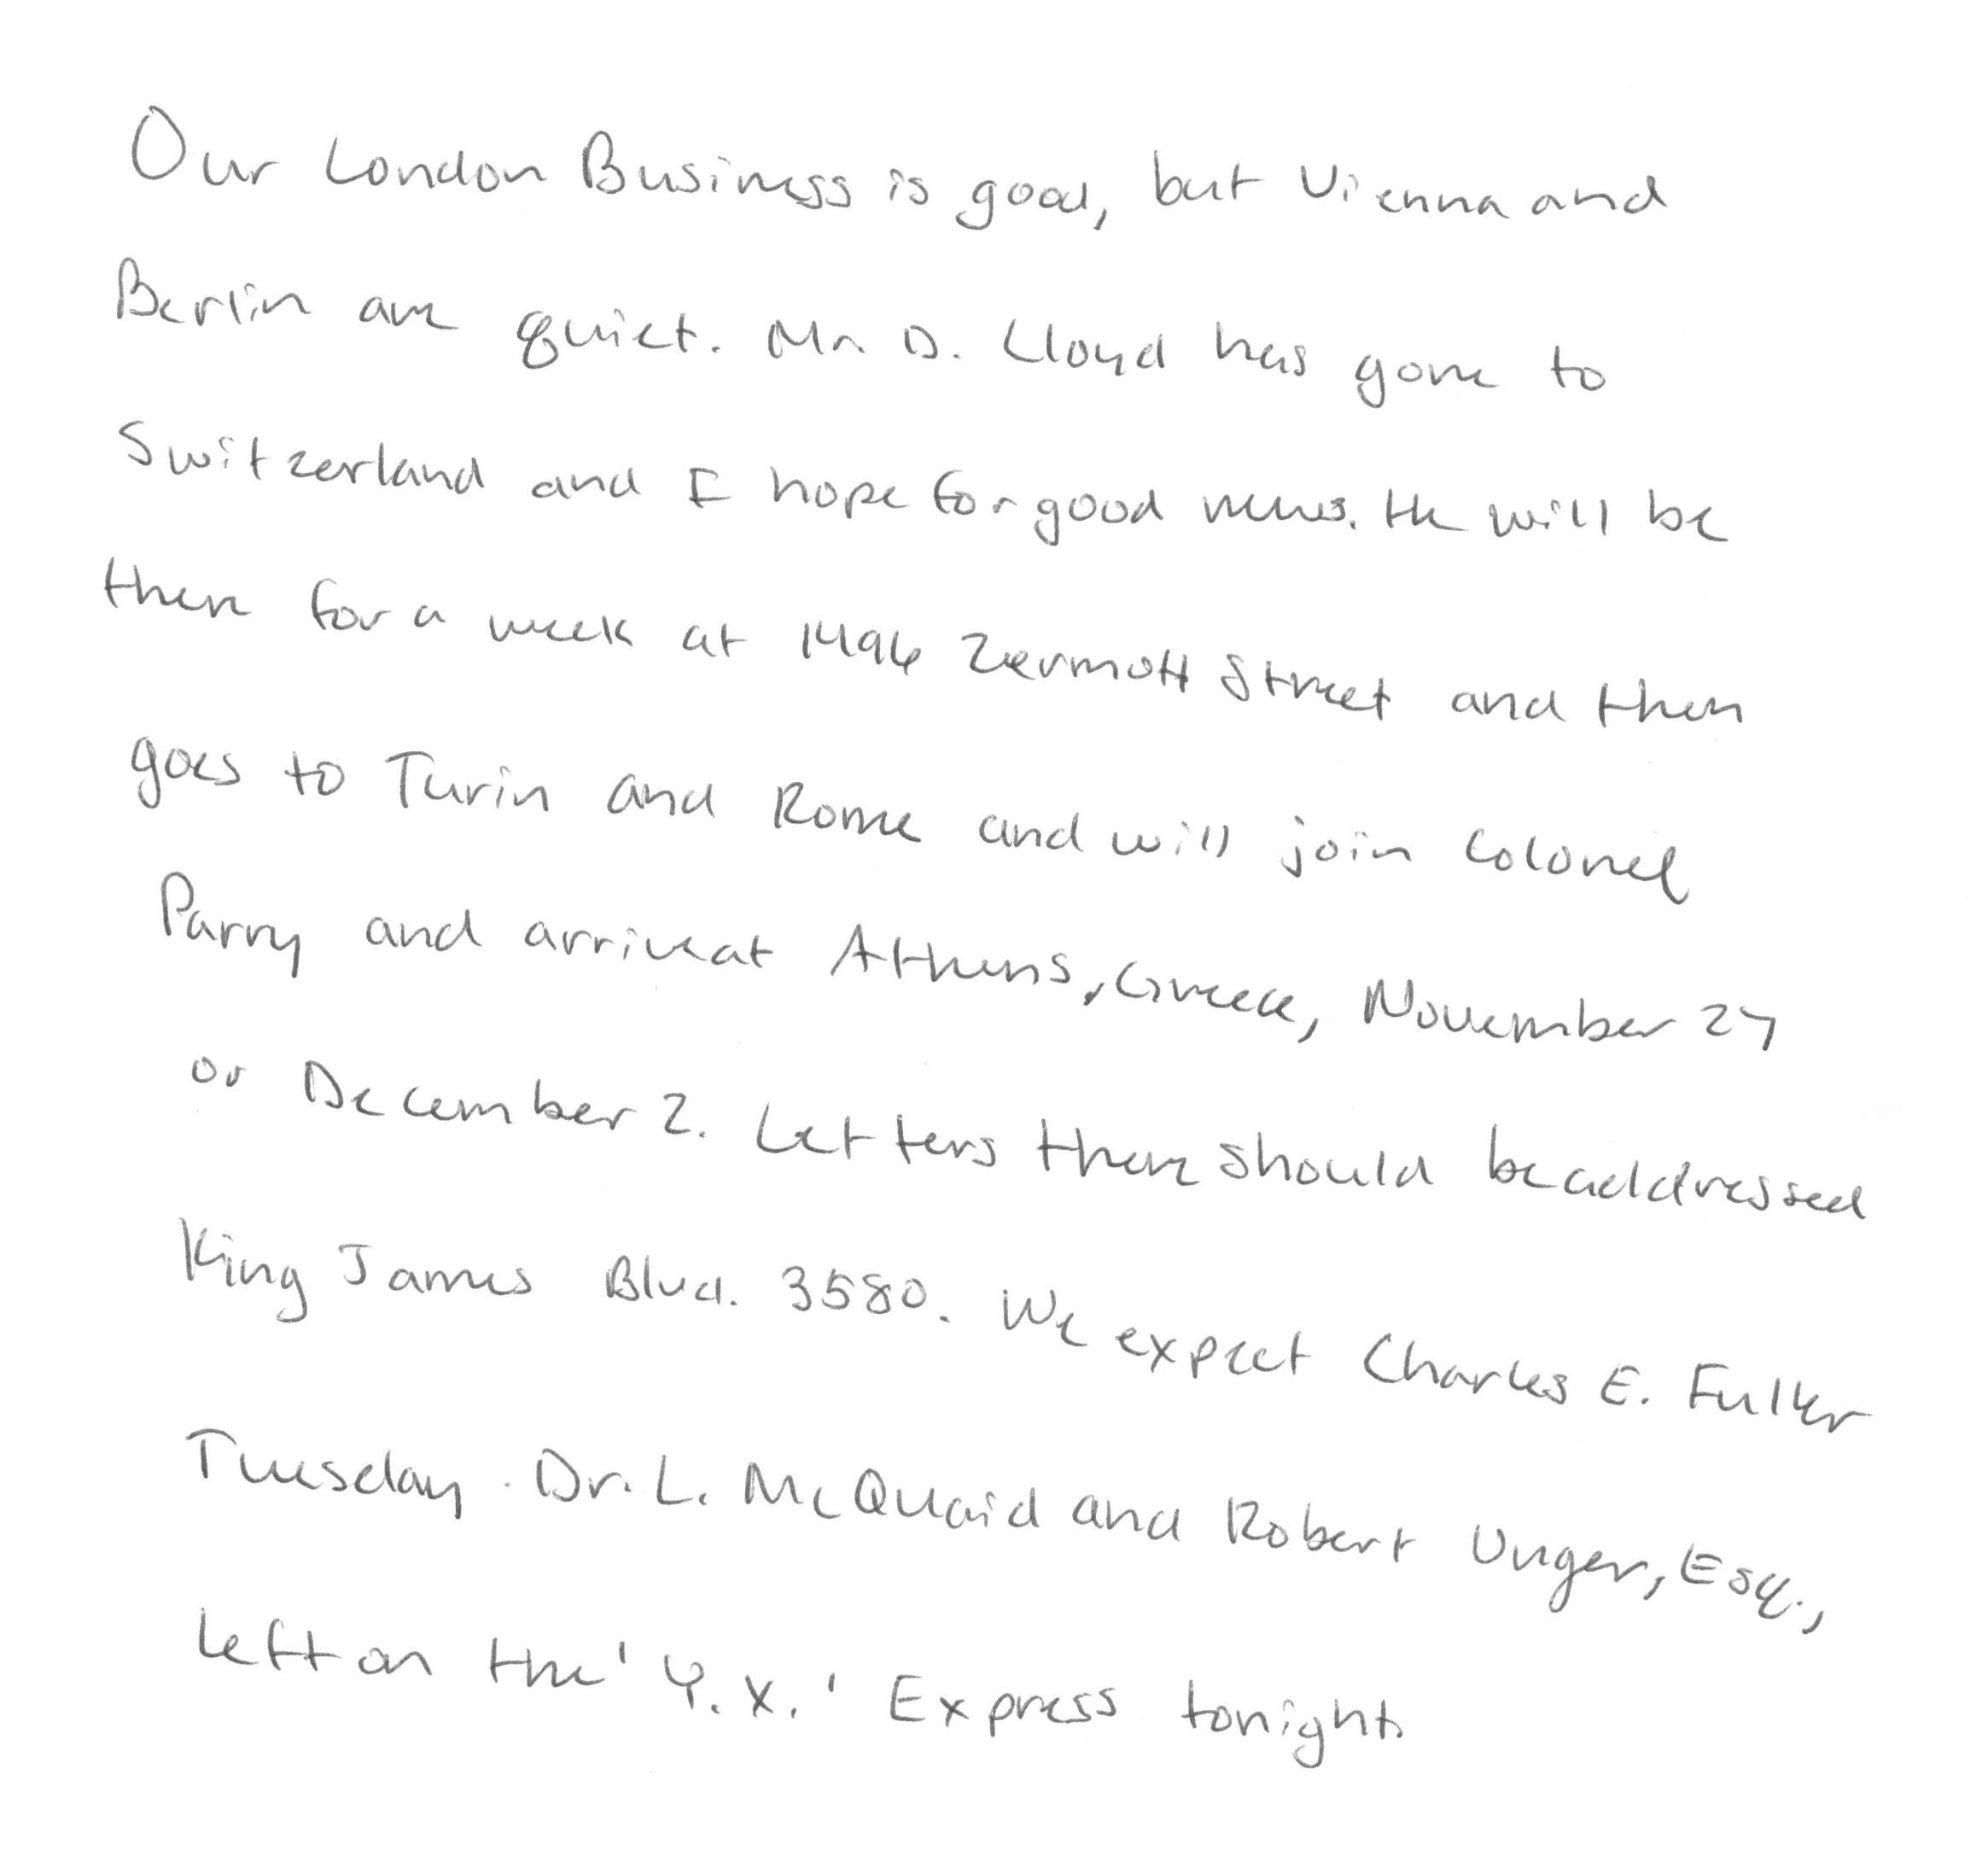 Our London Business is good, but Vienna and
Berlin are quiet. Mr. D. Lloyd has gone to
Switzerland and I hope for good news. He will be
there for a week at 1496 Zermott Street and then
goes to Turin and Rome and will join Colonel
Parry and arrive at Athens, Greece, November 27
or December 2. Letters there should be addressed
King James Blvd. 3580. We expect Charles E. Fuller
Tuesday. Dr. L. McQuaid and Robert Unger, Esq.,
left on the 'Y.X.' Express tonight.